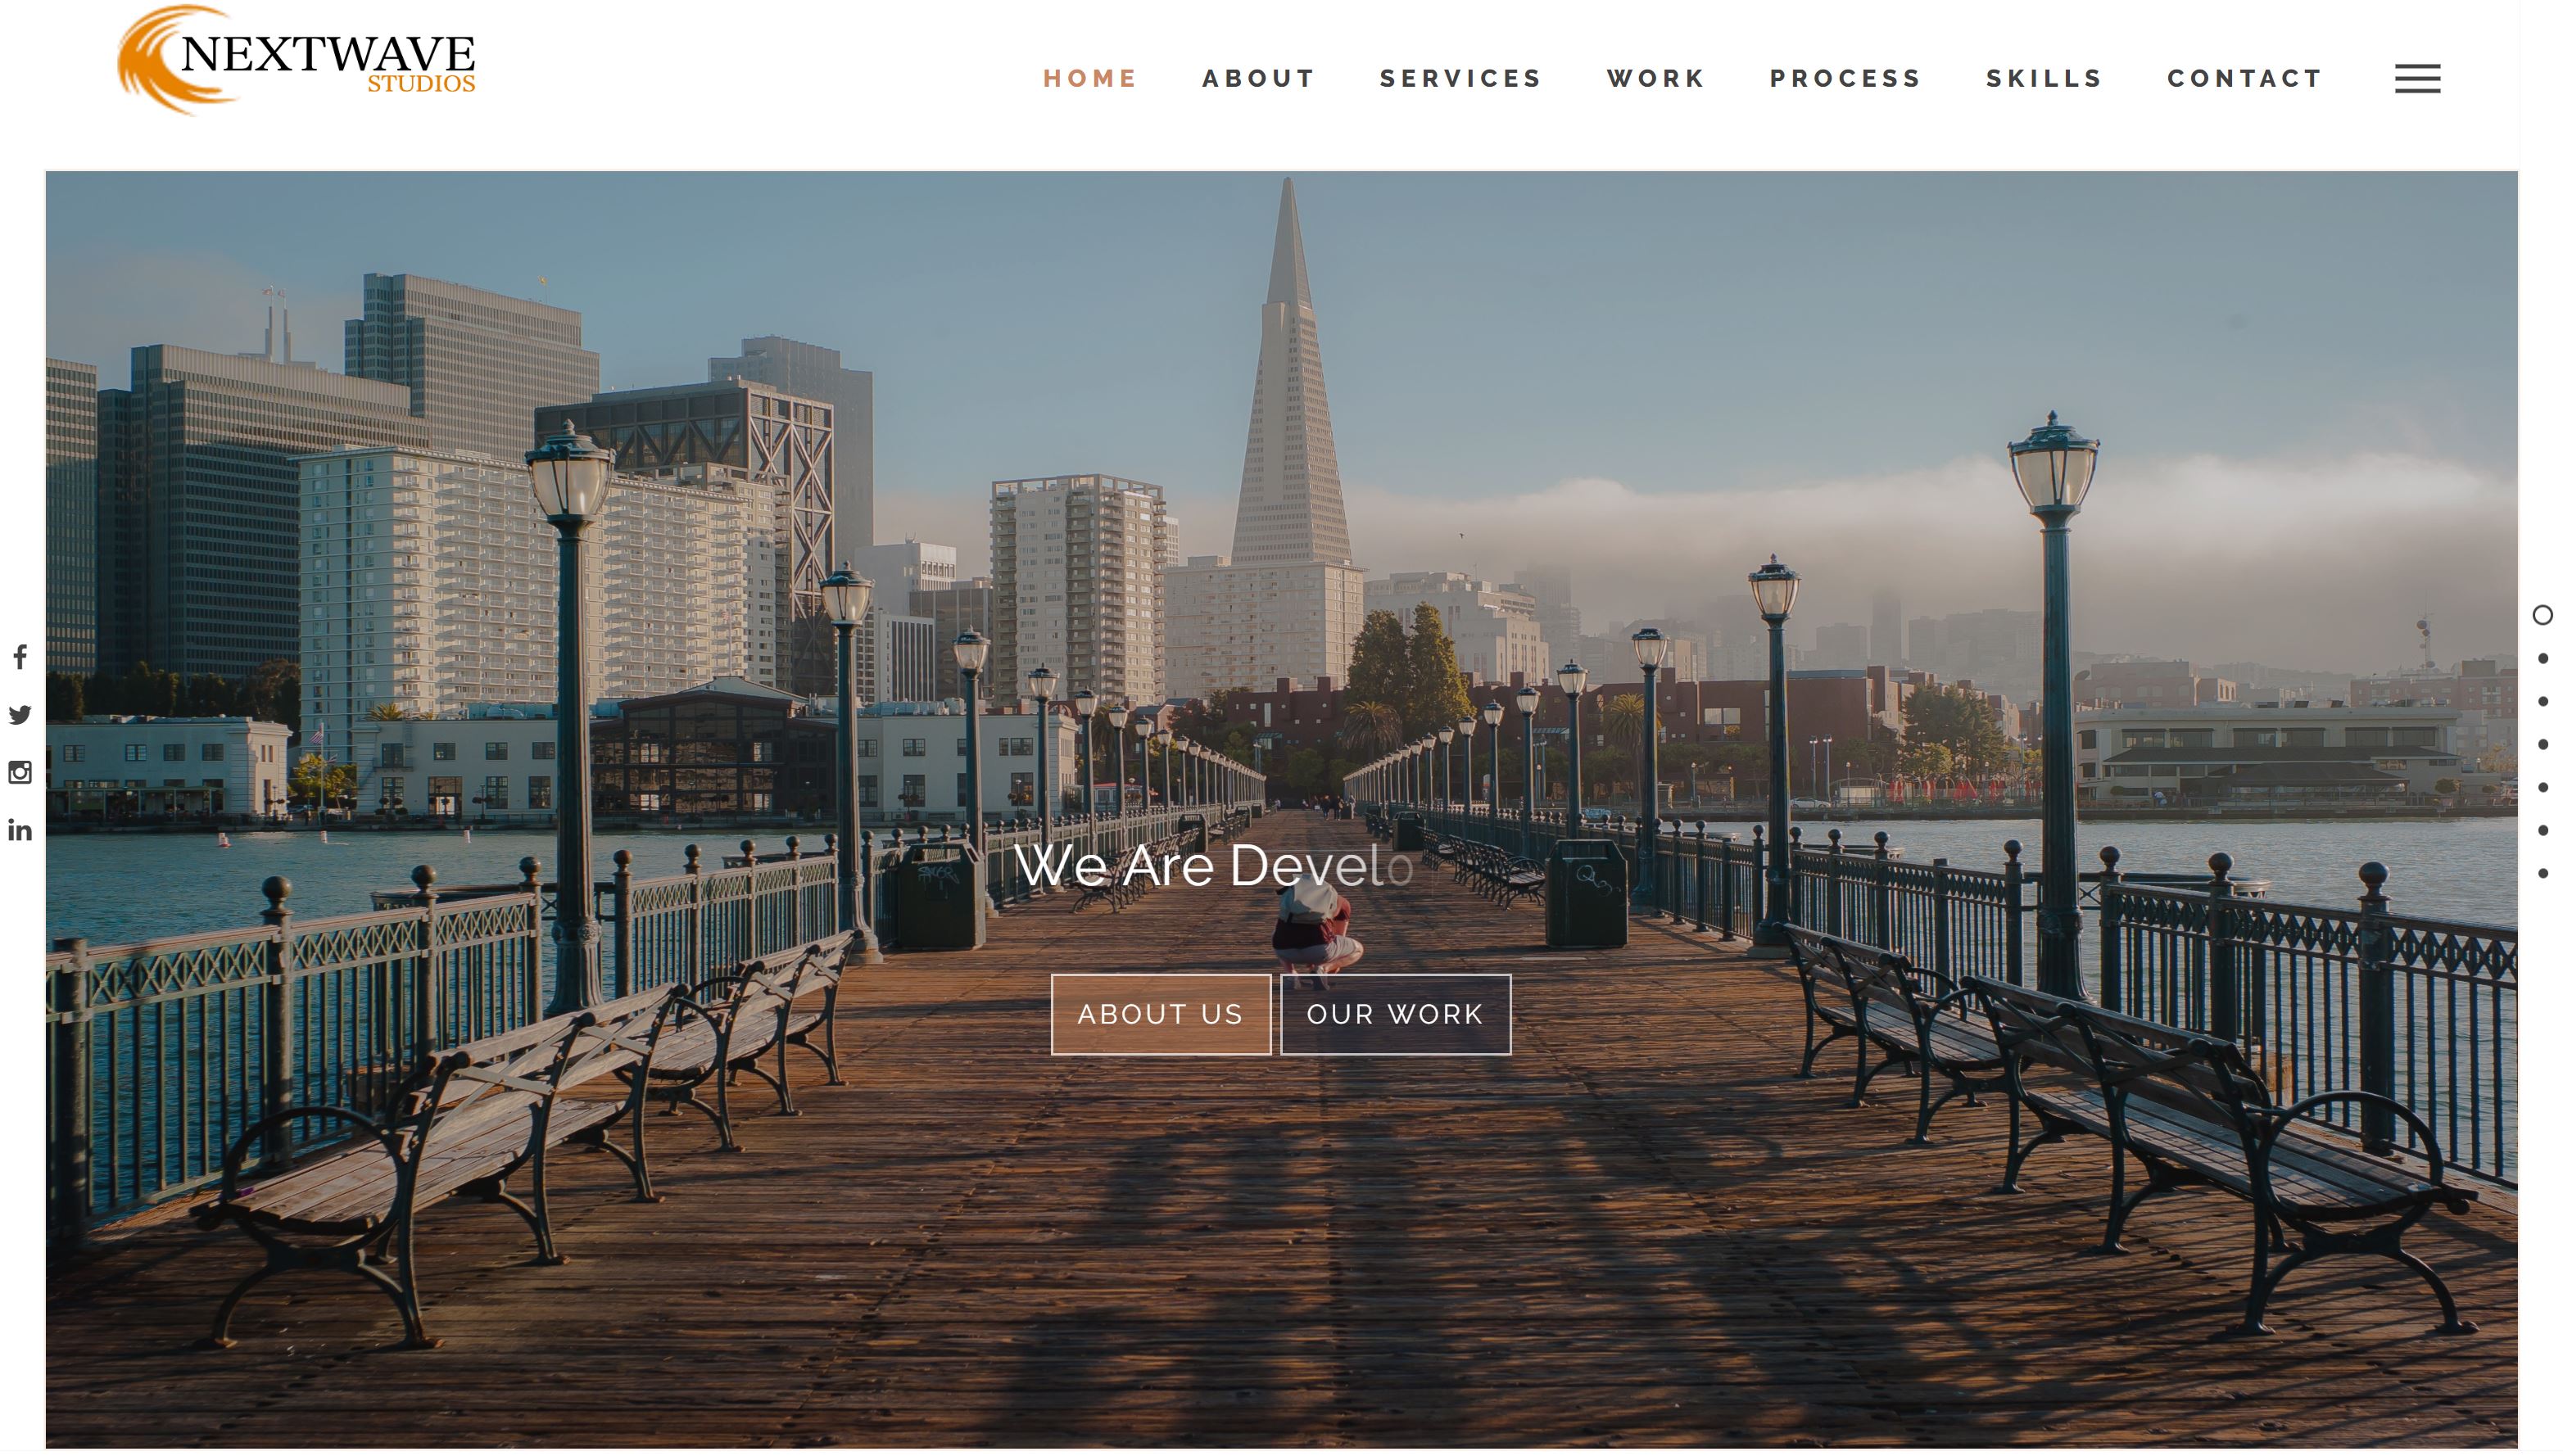 NEXTWAVE
STUDIOS
HOME ABOUT SERVICES WORK PROCESS SKILLS CONTACT
We Are Develo
ABOUT US OUR WORK